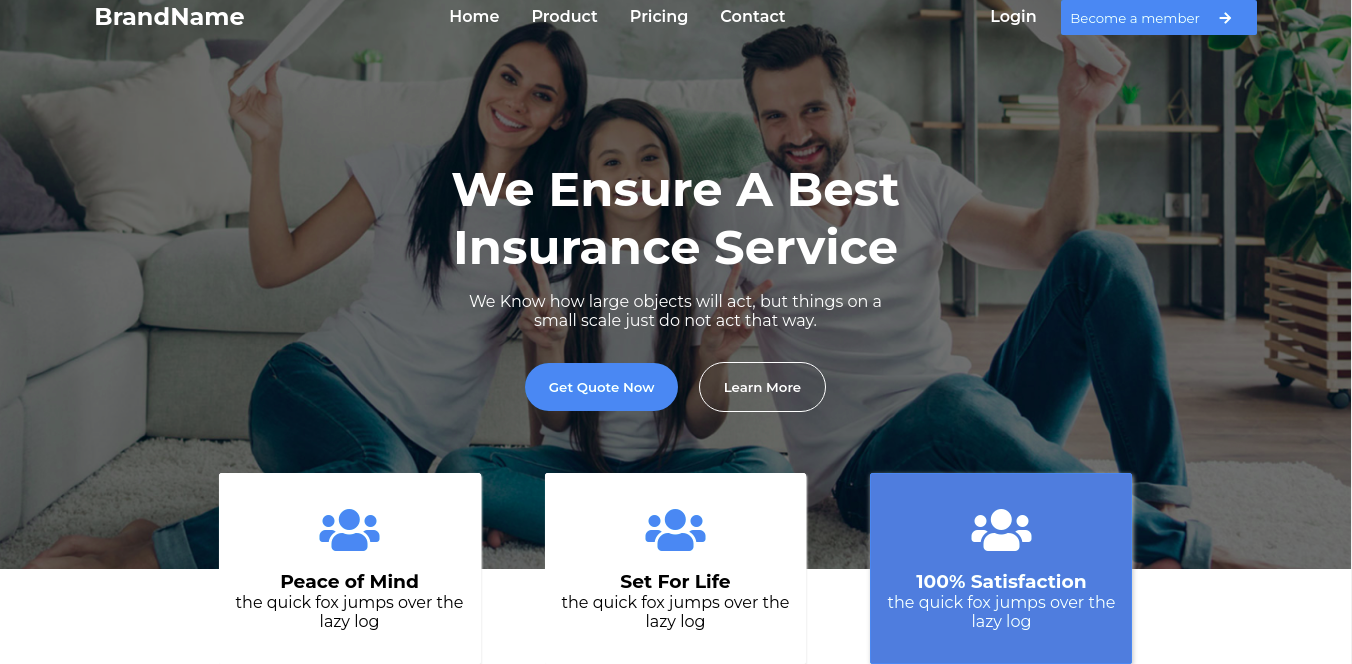 BrandName
Home
Product
Pricing
Contact
Login
Become a member
We Ensure A Best
Insurance Service
We Know how large objects will act, but things on a
small scale just do not act that way.
Get Quote Now
Learn More
Peace of Mind
the quick fox jumps over the
lazy log
Set For Life
the quick fox jumps over the
lazy log
100% Satisfaction
the quick fox jumps over the
lazy log